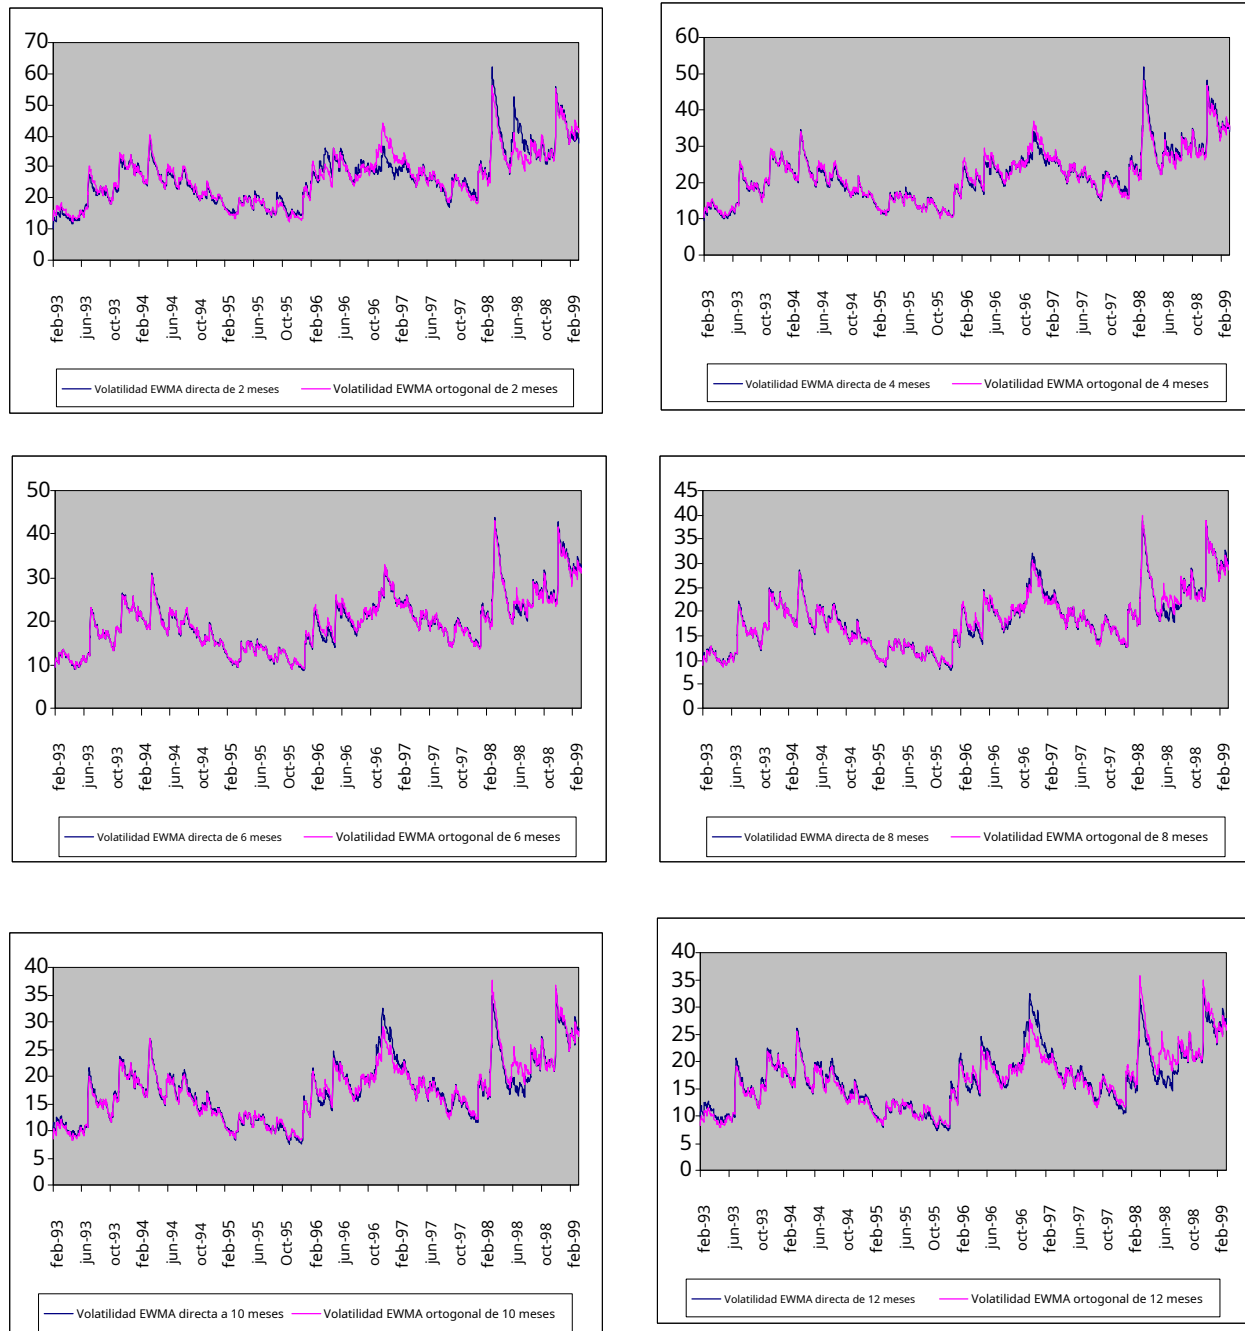 70
60
50
40
30
20
10
0
feb-93
jun-93
oct-93
feb-94
jun-94
oct-94
feb-95
jun-95
Oct-95
feb-96
jun-96
oct-96
feb-97
jun-97
oct-97
feb-98
jun-98
oct-98
feb-99
Volatilidad EWMA directa de 2 meses Volatilidad EWMA ortogonal de 2 meses
60
50
40
30
20
10
0
feb-93
jun-93
oct-93
feb-94
jun-94
oct-94
feb-95
jun-95
Oct-95
feb-96
jun-96
oct-96
feb-97
jun-97
oct-97
feb-98
jun-98
oct-98
feb-99
Volatilidad EWMA directa de 4 meses Volatilidad EWMA ortogonal de 4 meses
50
40
30
20
10
0
feb-93
jun-93
oct-93
feb-94
jun-94
oct-94
feb-95
jun-95
Oct-95
feb-96
jun-96
oct-96
feb-97
jun-97
oct-97
feb-98
jun-98
oct-98
feb-99
Volatilidad EWMA directa de 6 meses Volatilidad EWMA ortogonal de 6 meses
45
40
35
30
25
20
15
10
5
0
feb-93
jun-93
oct-93
feb-94
jun-94
oct-94
feb-95
jun-95
Oct-95
feb-96
jun-96
oct-96
feb-97
jun-97
oct-97
feb-98
jun-98
oct-98
feb-99
Volatilidad EWMA directa de 8 meses Volatilidad EWMA ortogonal de 8 meses
40
35
30
25
20
15
10
5
0
feb-93
jun-93
oct-93
feb-94
jun-94
oct-94
feb-95
jun-95
Oct-95
feb-96
jun-96
oct-96
feb-97
jun-97
oct-97
feb-98
jun-98
oct-98
feb-99
Volatilidad EWMA directa a 10 meses Volatilidad EWMA ortogonal de 10 meses
40
35
30
25
20
15
10
5
0
feb-93
jun-93
oct-93
feb-94
jun-94
oct-94
feb-95
jun-95
Oct-95
feb-96
jun-96
oct-96
feb-97
jun-97
oct-97
feb-98
jun-98
oct-98
feb-99
Volatilidad EWMA directa de 12 meses Volatilidad EWMA ortogonal de 12 meses